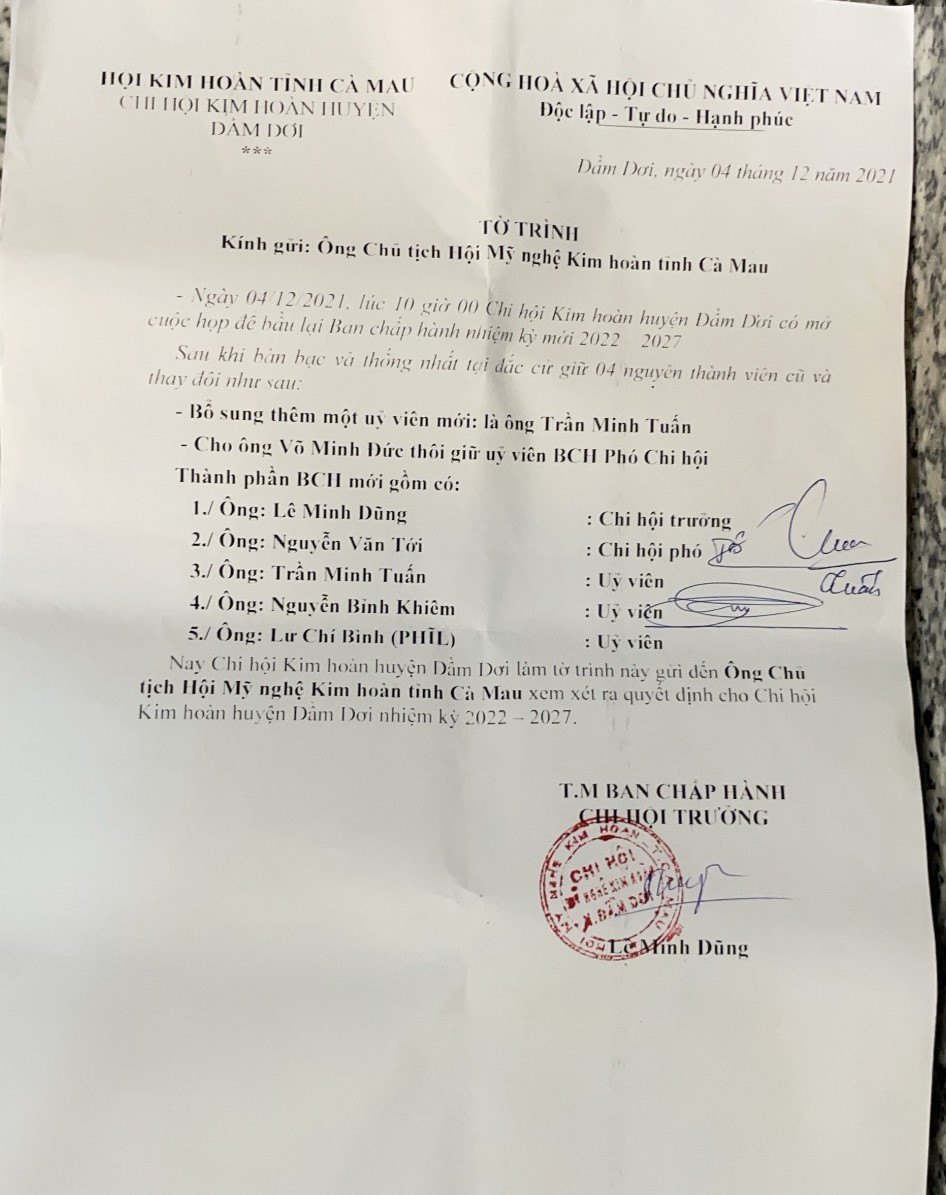 HỘI KIM HOÀN TỈNH CÀ MAU
CHI HỘI KIM HOÀN HUYỆN
ĐẦM DƠI
***
CỘNG HOÀ XÃ HỘI CHỦ NGHĨA VIỆT NAM
Độc lập - Tự do - Hạnh phúc
Đầm Dơi, ngày 04 tháng 12 năm 2021
TỜ TRÌNH
Kính gửi: Ông Chủ tịch Hội Mỹ nghệ Kim hoàn tỉnh Cà Mau
- Ngày 04/12/2021, lúc 10 giờ 00 Chi hội Kim hoàn huyện Đầm Dơi có mở
cuộc họp để bầu lại Ban chấp hành nhiệm kỳ mới 2022 – 2027
Sau khi bàn bạc và thống nhất tại đắc cử giữ 04 nguyên thành viên cũ và
thay đổi như sau:
- Bổ sung thêm một uỷ viên mới: là ông Trần Minh Tuấn
- Cho ông Võ Minh Đức thôi giữ uỷ viên BCH Phó Chi hội
Thành phần BCH mới gồm có:
1./ Ông: Lê Minh Dũng : Chi hội trưởng
2./ Ông: Nguyễn Văn Tới : Chi hội phó
3./ Ông: Trần Minh Tuấn : Uỷ viên
4./ Ông: Nguyễn Bỉnh Khiêm : Uỷ viên
5./ Ông: Lư Chí Bình (PHĨL) : Uỷ viên
Nay Chi hội Kim hoàn huyện Đầm Dơi làm tờ trình này gửi đến Ông Chủ
tịch Hội Mỹ nghệ Kim hoàn tỉnh Cà Mau xem xét ra quyết định cho Chi hội
Kim hoàn huyện Đầm Dơi nhiệm kỳ 2022 – 2027.
T.M BAN CHẤP HÀNH
CHI HỘI TRƯỞNG
CHI HỘI
H.ĐẦM DƠI
Lê Minh Dũng